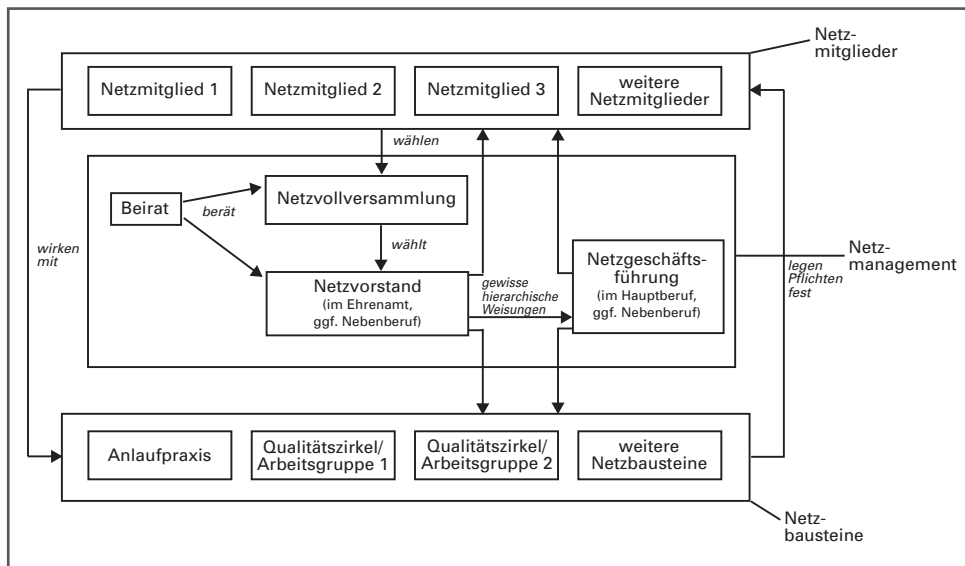 Netz-
mitglieder
Netzmitglied 1
Netzmitglied 2
Netzmitglied 3
weitere
Netzmitglieder
wählen
Beirat
berät
Netzvollversammlung
wirken
mit
wählt
Netzvorstand
(im Ehrenamt,
ggf. Nebenberuf)
gewisse
hierarchische
Weisungen
Netzgeschäfts-
führung
(im Hauptberuf,
ggf. Nebenberuf)
legen
Pflichten
fest
Netz-
management
Anlaufpraxis
Qualitätszirkel/
Arbeitsgruppe 1
Qualitätszirkel/
Arbeitsgruppe 2
weitere
Netzbausteine
Netz-
bausteine